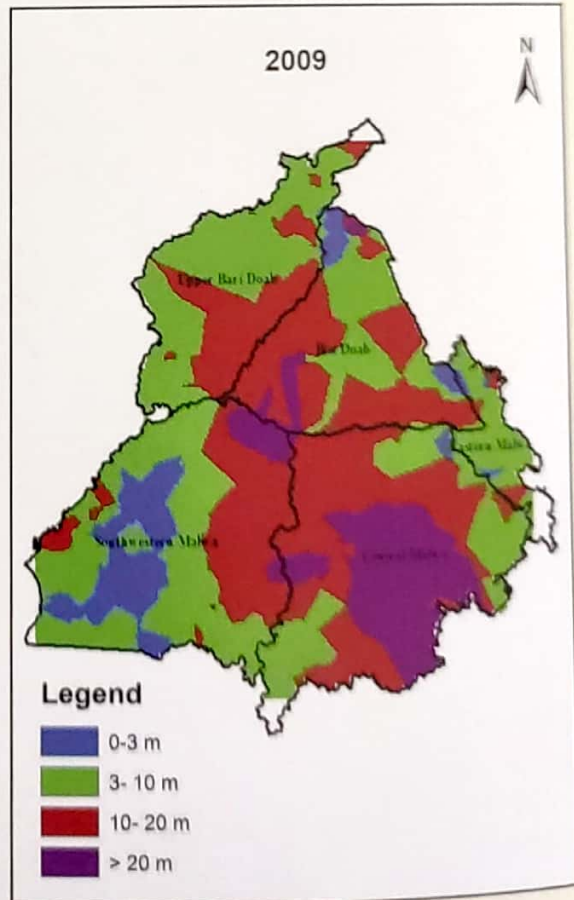 2009
N
Upper Bari Doab
Bist Doab
Eastern Malwa
Southwestern Malwa
Central Malwa
Legend
0-3 m
3- 10 m
10- 20 m
> 20 m